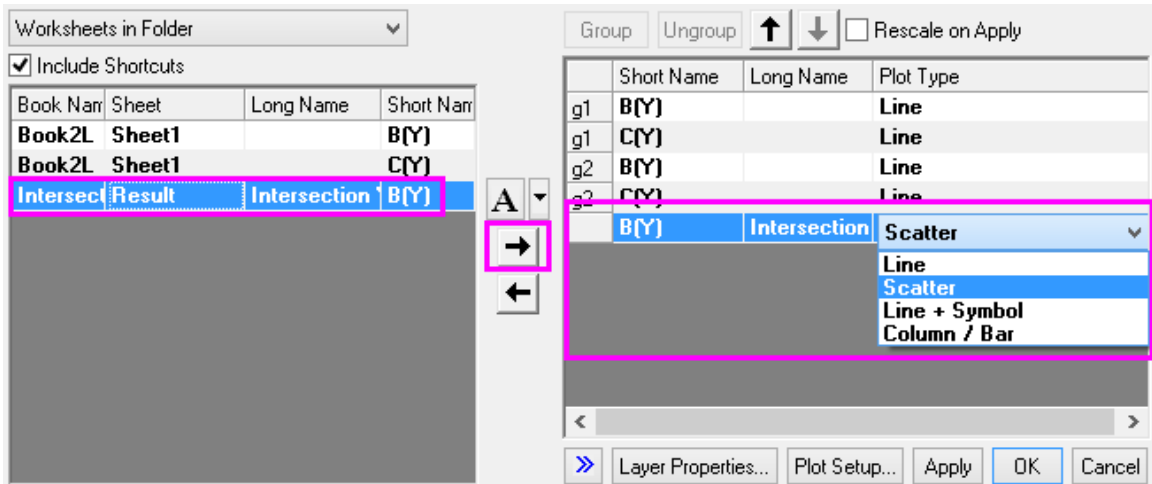 Worksheets in Folder
Include Shortcuts
Book Nam Sheet Long Name Short Nam
Book2L Sheet1 B(Y)
Book2L Sheet1 C(Y)
Intersect Result Intersection B(Y)
A
Group Ungroup Rescale on Apply
Short Name Long Name Plot Type
g1 B(Y) Line
g1 C(Y) Line
g2 B(Y) Line
g2 C(Y) Line
B(Y) Intersection Scatter
Line
Scatter
Line + Symbol
Column / Bar
Layer Properties... Plot Setup... Apply OK Cancel